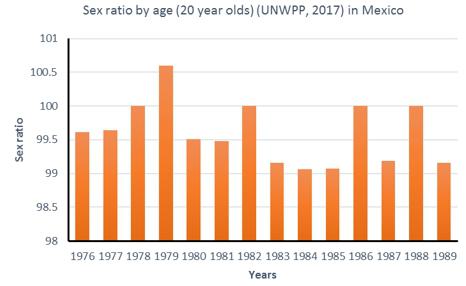 Sex ratio by age (20 year olds) (UNWPP, 2017) in Mexico
101
100.5
100
99.5
99
98.5
98
Sex ratio
1976 1977 1978 1979 1980 1981 1982 1983 1984 1985 1986 1987 1988 1989
Years